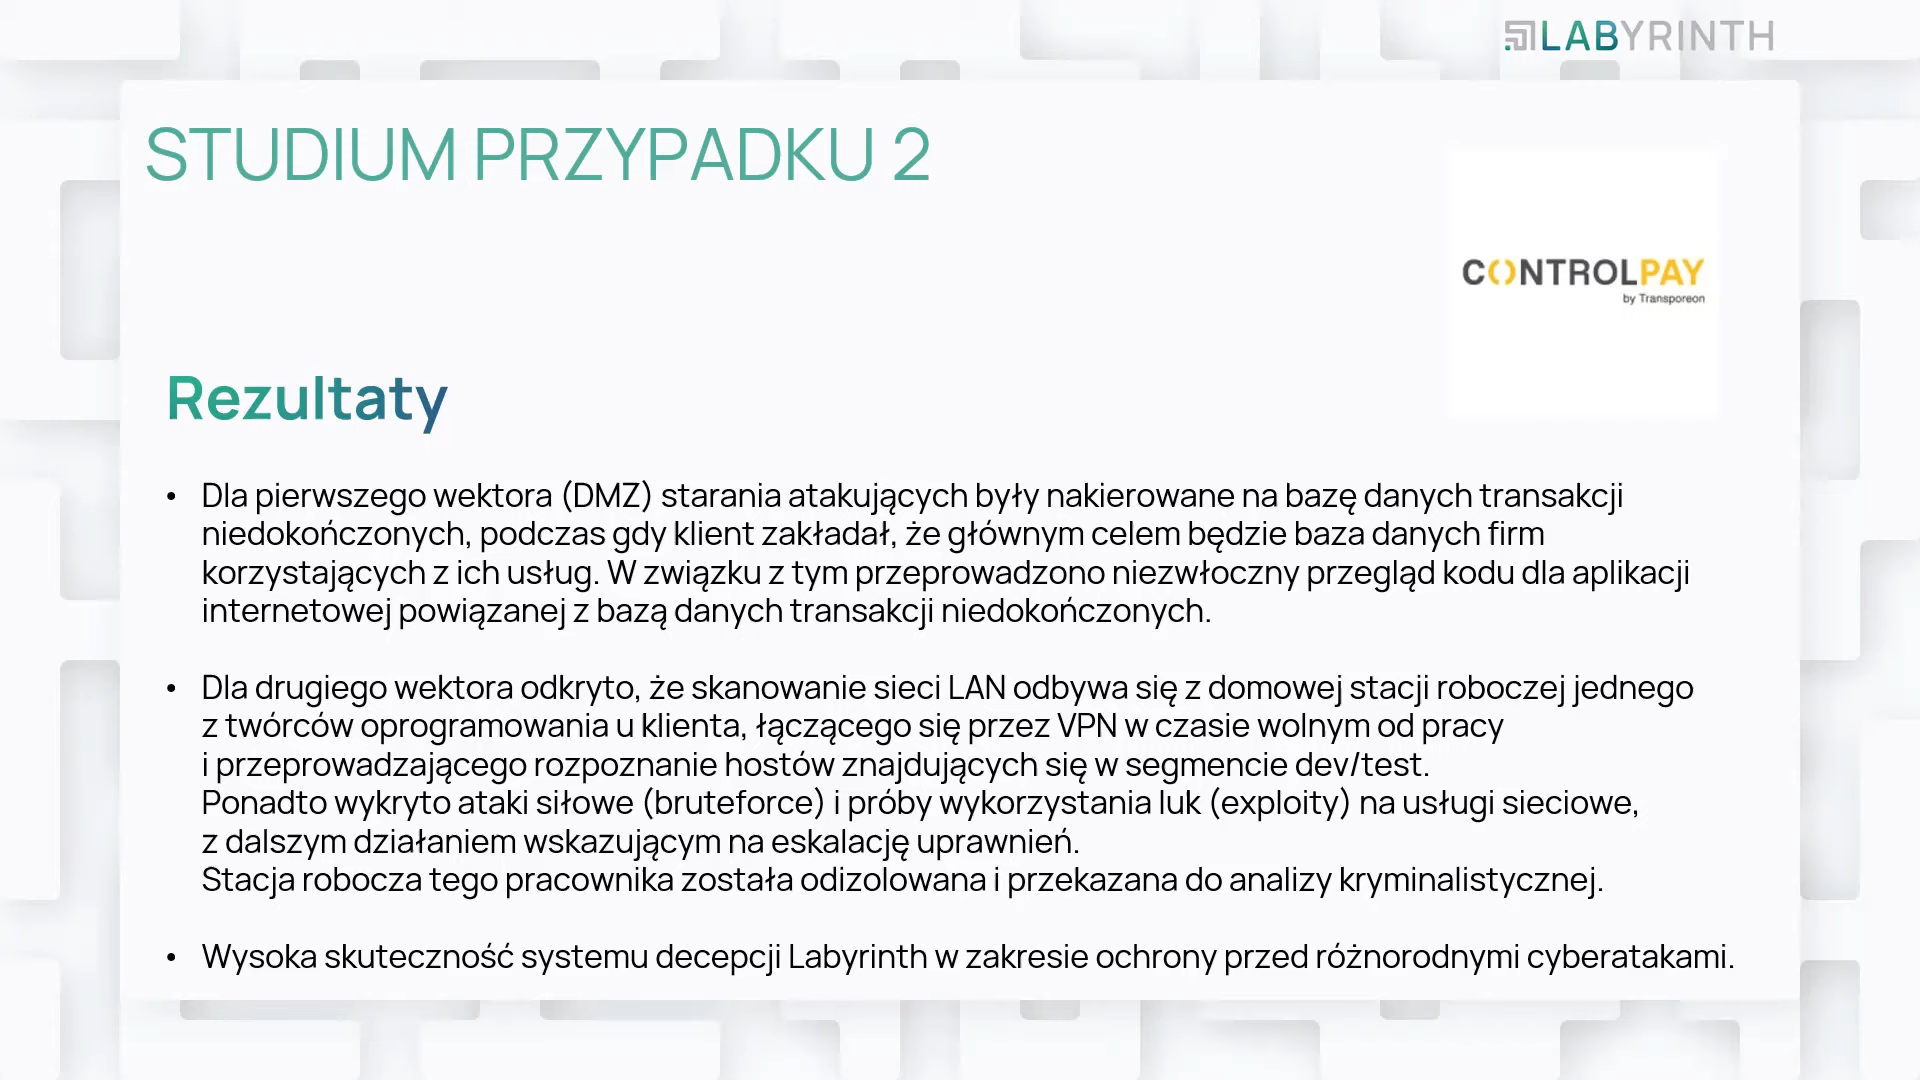 LABYRINTH
STUDIUM PRZYPADKU 2
CONTROLPAY
by Transporeon
Rezultaty
• Dla pierwszego wektora (DMZ) starania atakujących były nakierowane na bazę danych transakcji
niedokończonych, podczas gdy klient zakładał, że głównym celem będzie baza danych firm
korzystających z ich usług. W związku z tym przeprowadzono niezwłoczny przegląd kodu dla aplikacji
internetowej powiązanej z bazą danych transakcji niedokończonych.
• Dla drugiego wektora odkryto, że skanowanie sieci LAN odbywa się z domowej stacji roboczej jednego
z twórców oprogramowania u klienta, łączącego się przez VPN w czasie wolnym od pracy
i przeprowadzającego rozpoznanie hostów znajdujących się w segmencie dev/test.
Ponadto wykryto ataki siłowe (bruteforce) i próby wykorzystania luk (exploity) na usługi sieciowe,
z dalszym działaniem wskazującym na eskalację uprawnień.
Stacja robocza tego pracownika została odizolowana i przekazana do analizy kryminalistycznej.
• Wysoka skuteczność systemu decepcji Labyrinth w zakresie ochrony przed różnorodnymi cyberatakami.